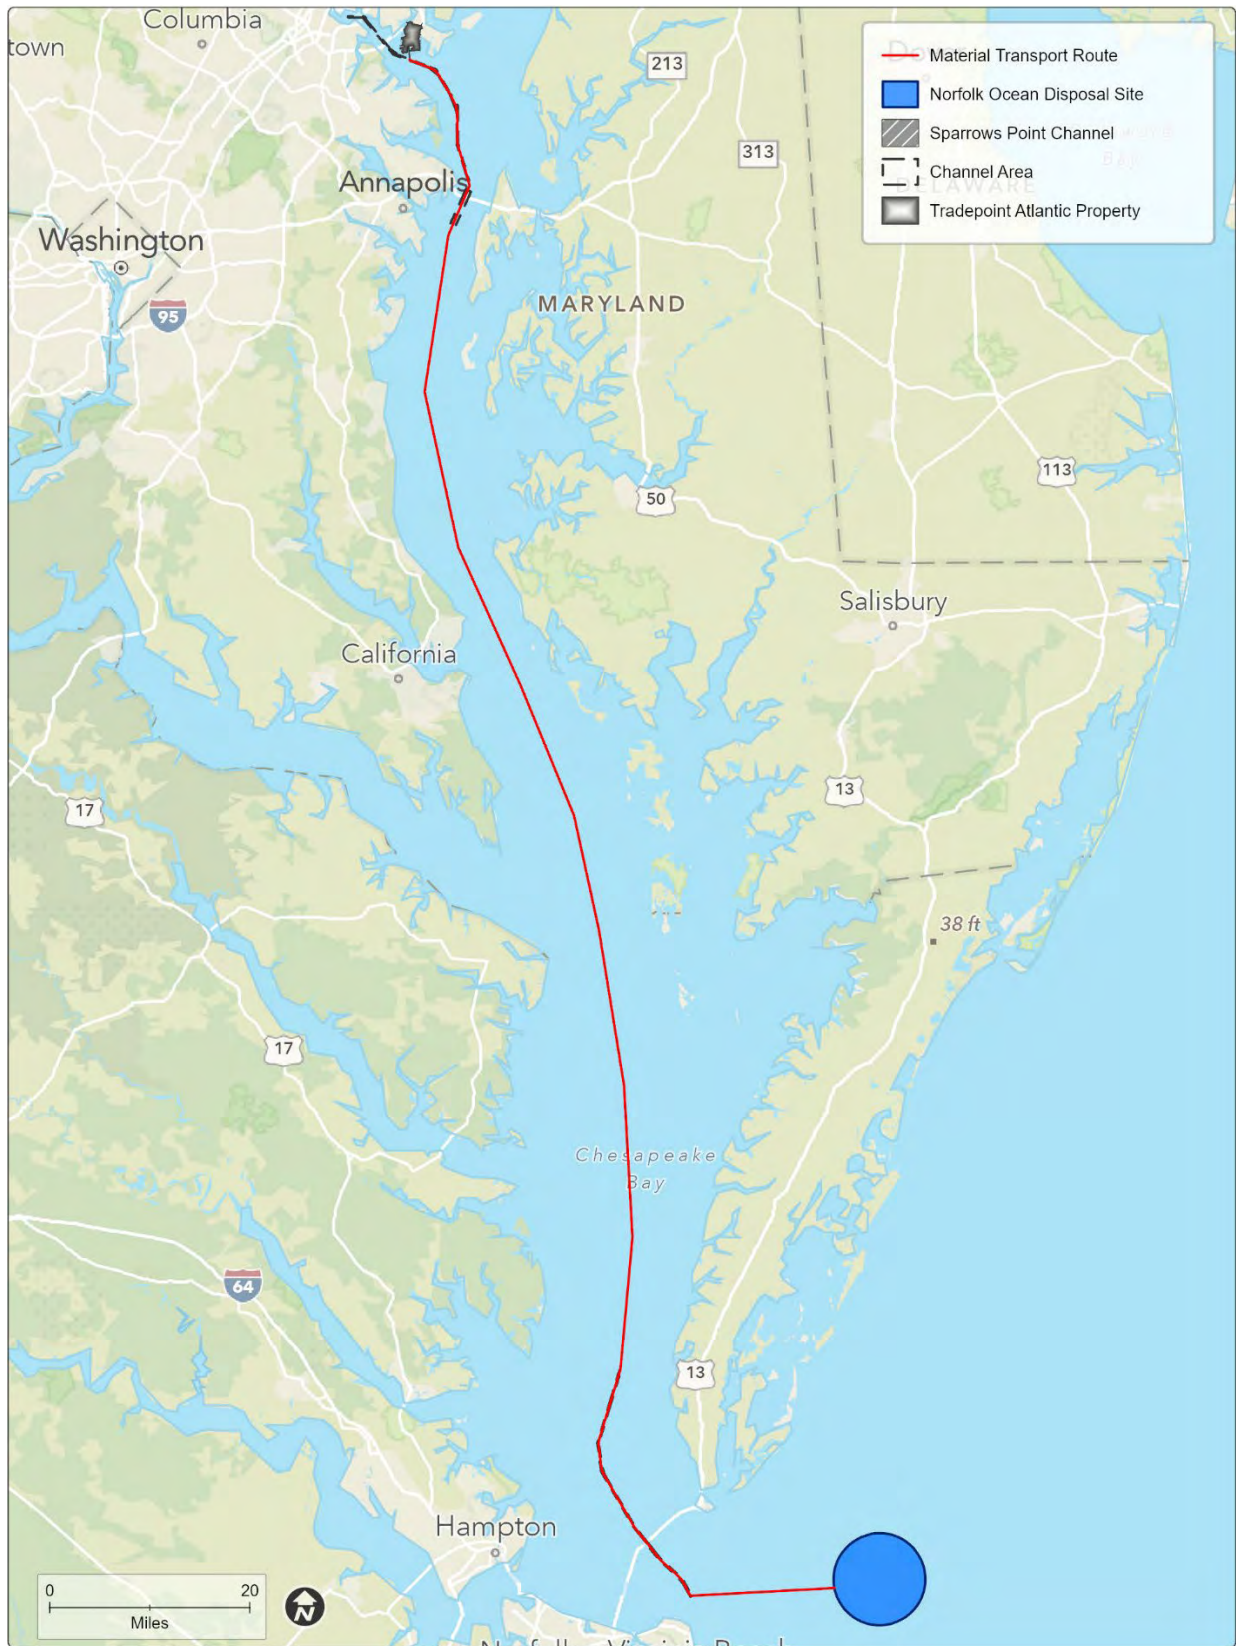 Columbia
town
213
Material Transport Route
Norfolk Ocean Disposal Site
Sparrows Point Channel
Channel Area
Tradepoint Atlantic Property
DELAWARE
Bay
313
Annapolis
Washington
95
MARYLAND
113
50
Salisbury
California
13
17
38 ft
17
Chesapeake
Bay
64
13
Hampton
0
20
Miles
N